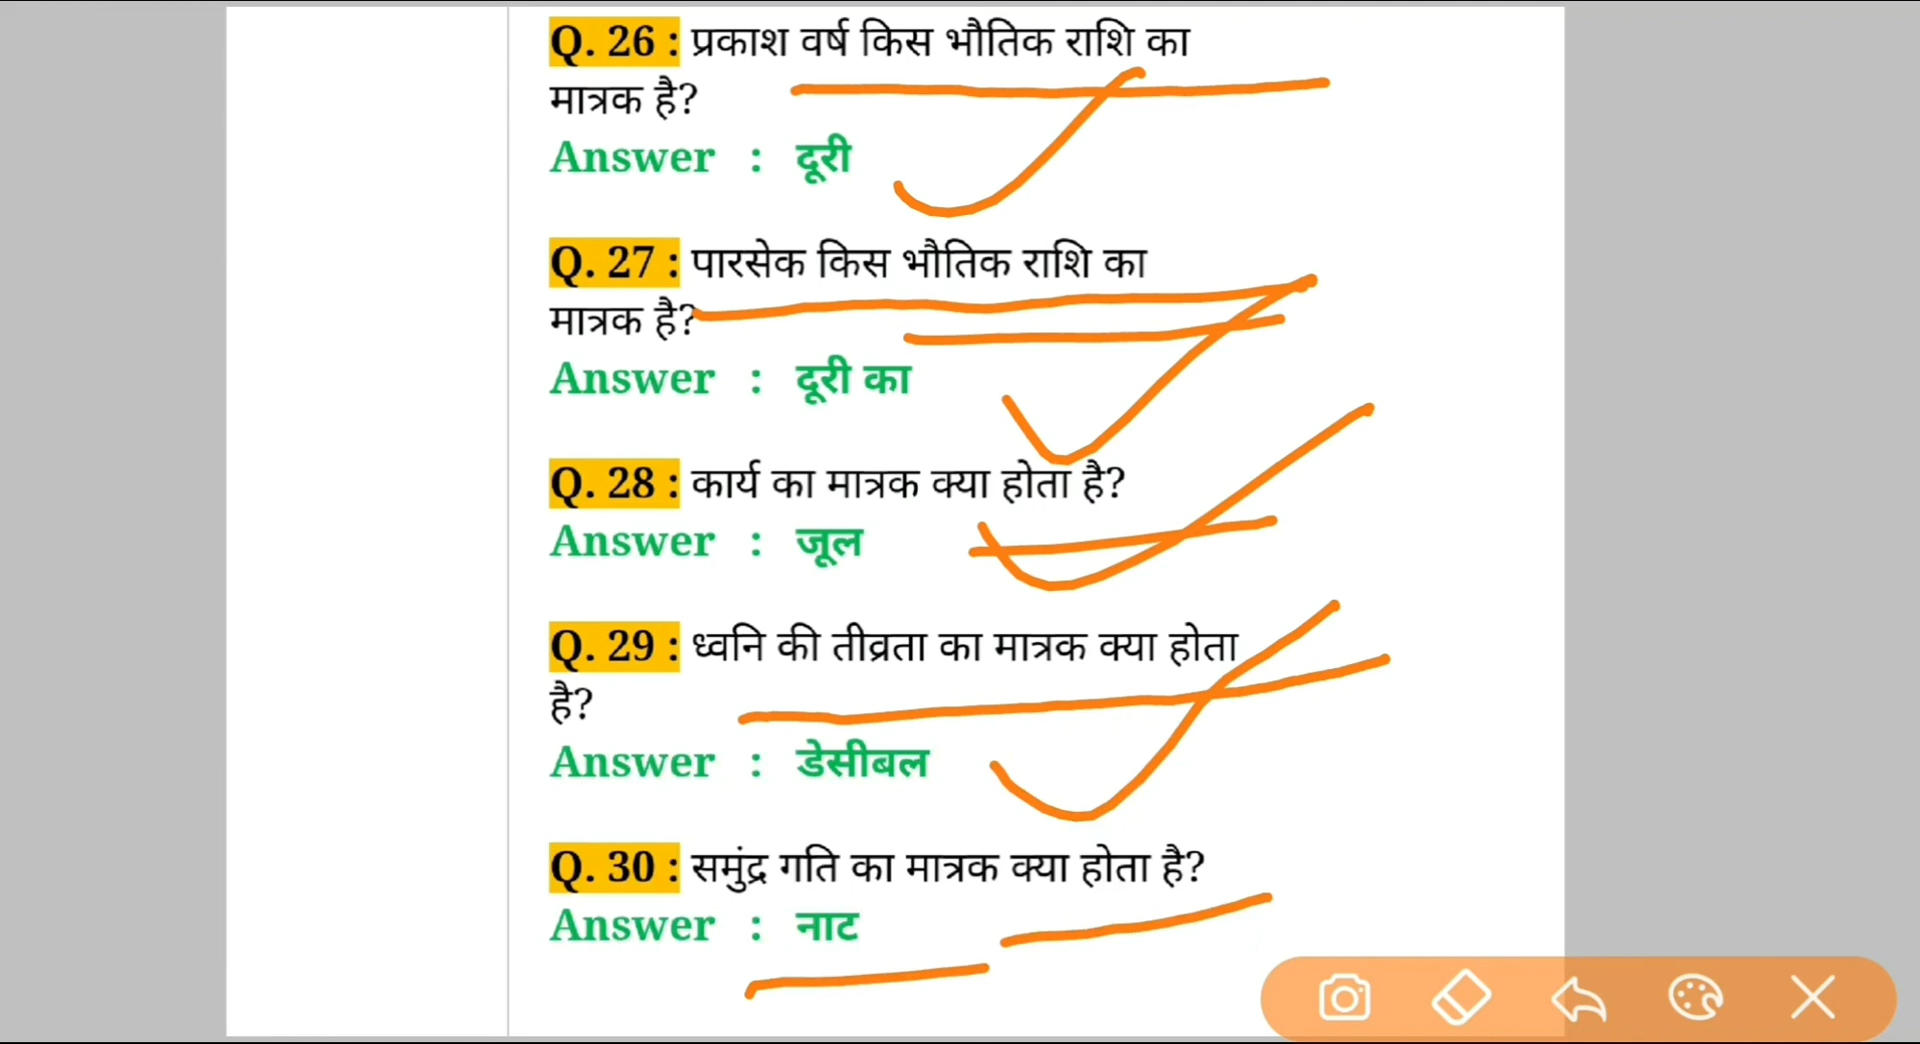 Q. 26 : प्रकाश वर्ष किस भौतिक राशि का
मात्रक है?
Answer : दूरी
Q. 27 : पारसेक किस भौतिक राशि का
मात्रक है?
Answer : दूरी का
Q. 28 : कार्य का मात्रक क्या होता है?
Answer : जूल
Q. 29 : ध्वनि की तीव्रता का मात्रक क्या होता
है?
Answer : डेसीबल
Q. 30 : समुंद्र गति का मात्रक क्या होता है?
Answer : नाट